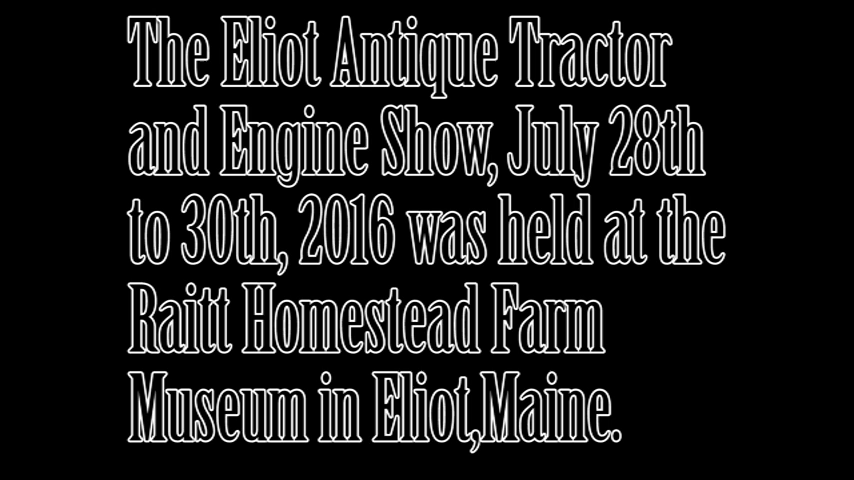 The Eliot Antique Tractor
and Engine Show, July 28th
to 30th, 2016 was held at the
Raitt Homestead Farm
Museum in Eliot,Maine.